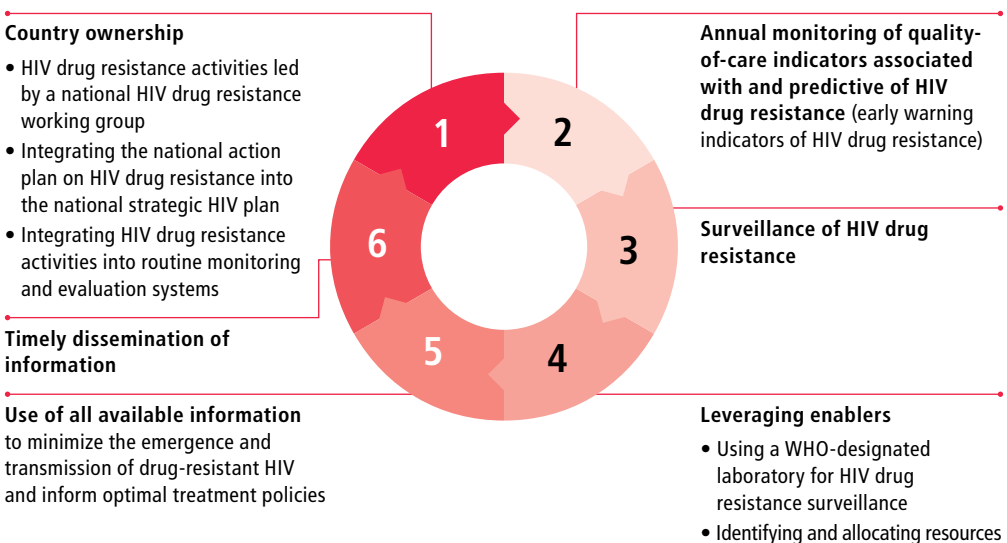 Country ownership
• HIV drug resistance activities led
by a national HIV drug resistance
working group
• Integrating the national action
plan on HIV drug resistance into
the national strategic HIV plan
• Integrating HIV drug resistance
activities into routine monitoring
and evaluation systems
Timely dissemination of
information
Use of all available information
to minimize the emergence and
transmission of drug-resistant HIV
and inform optimal treatment policies
1
2
3
4
5
6
Annual monitoring of quality-
of-care indicators associated
with and predictive of HIV
drug resistance (early warning
indicators of HIV drug resistance)
Surveillance of HIV drug
resistance
Leveraging enablers
• Using a WHO-designated
laboratory for HIV drug
resistance surveillance
• Identifying and allocating resources